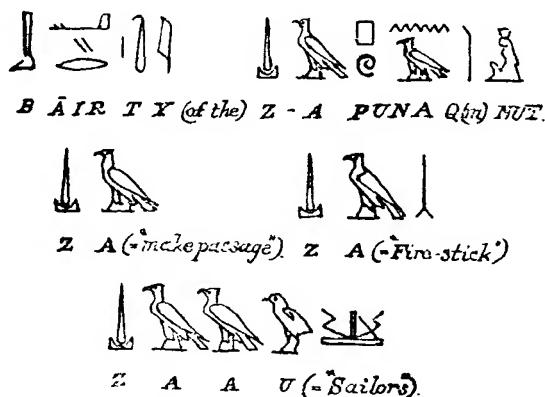 B ĀIR T Y (of the) Z - A PUNA Q(in) NUT.
Z A (= "make passage"). Z A (= "Fire-stick")
Z A A U (= "Sailors").